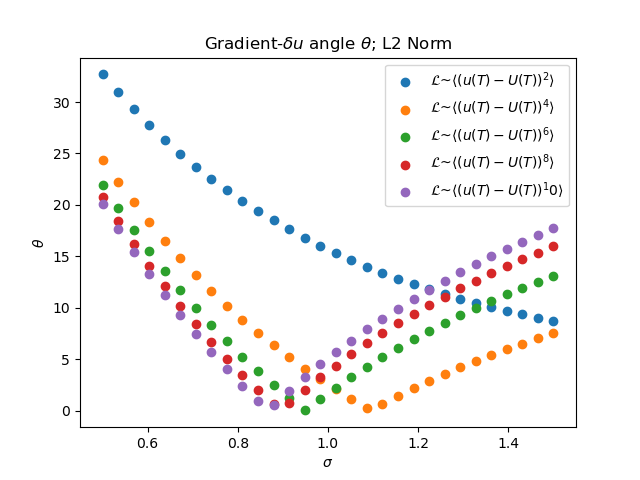 Gradient-δu angle θ; L2 Norm
ℒ~⟨(u(T) − U(T))²⟩
ℒ~⟨(u(T) − U(T))⁴⟩
ℒ~⟨(u(T) − U(T))⁶⟩
ℒ~⟨(u(T) − U(T))⁸⟩
ℒ~⟨(u(T) − U(T))¹0⟩
θ
30
25
20
15
10
5
0
0.6 0.8 1.0 1.2 1.4
σ